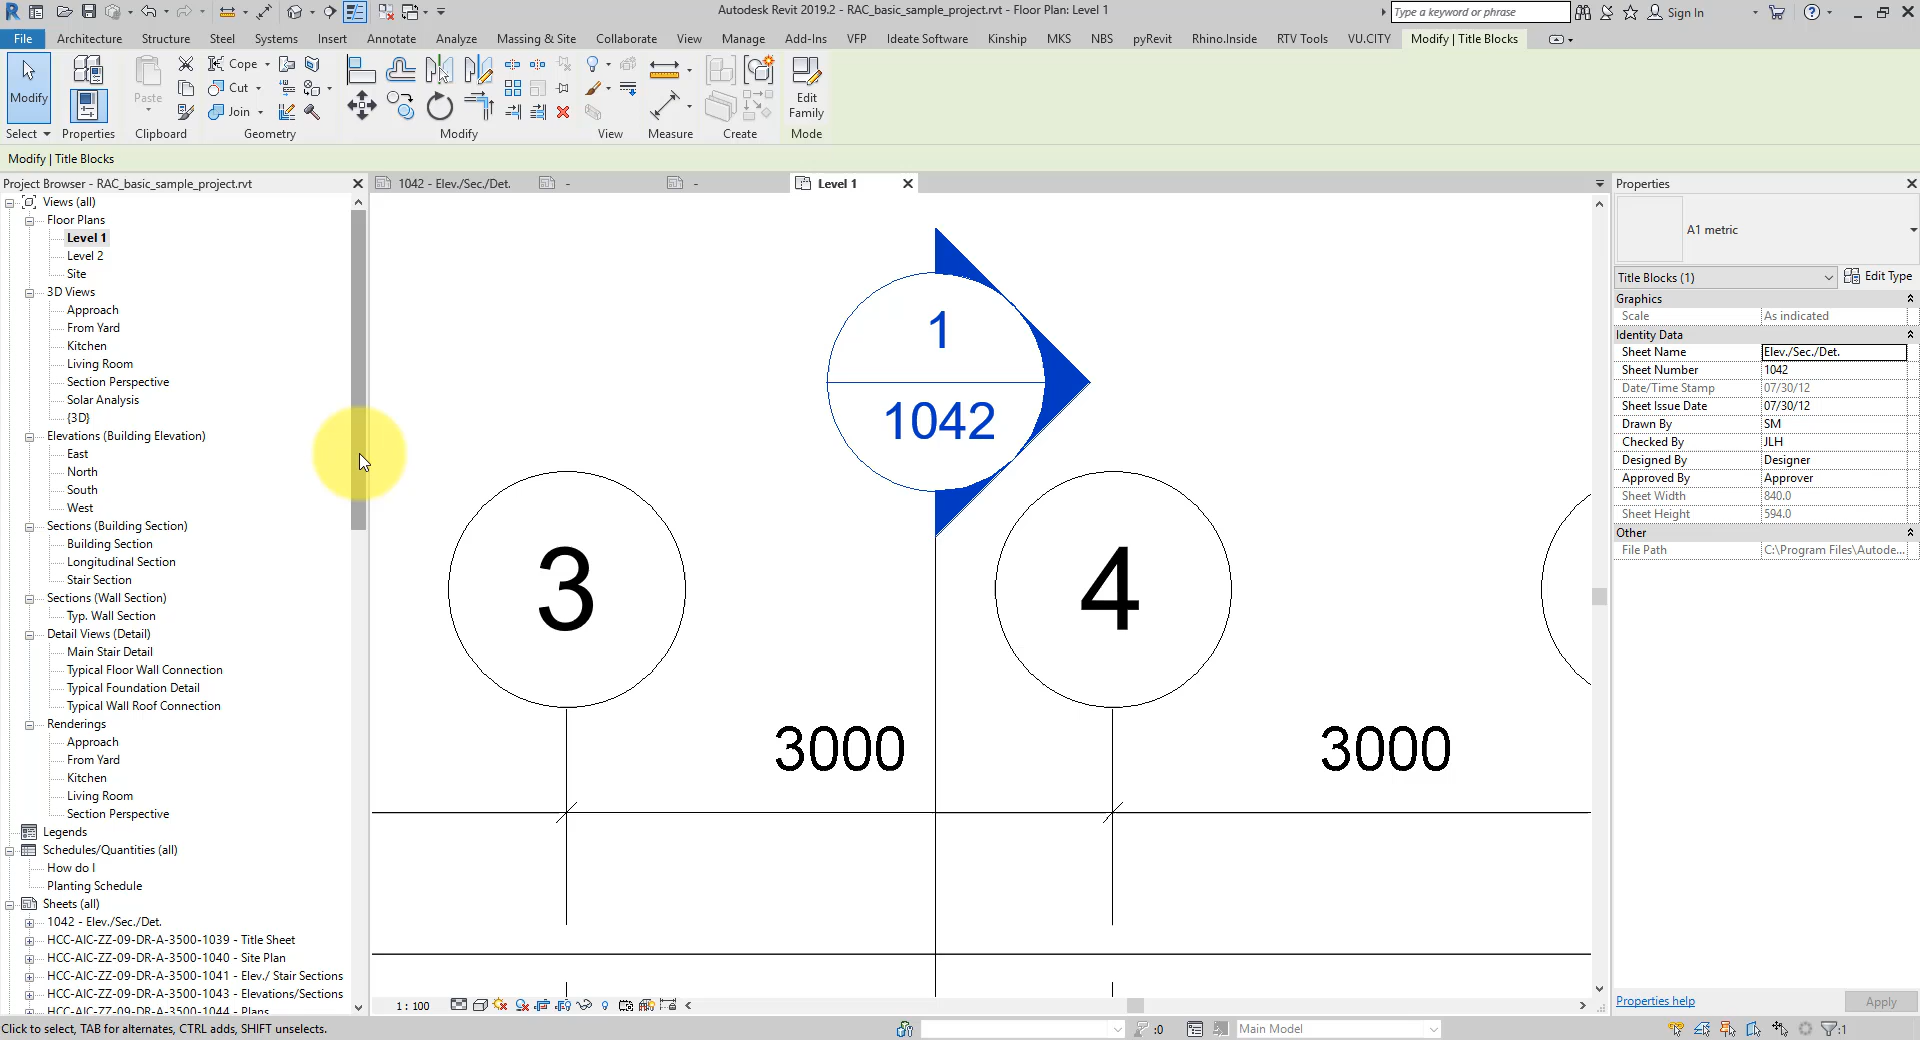 Autodesk Revit 2019.2 - RAC_basic_sample_project.rvt - Floor Plan: Level 1
Type a keyword or phrase
Sign In
File
Architecture
Structure
Steel
Systems
Insert
Annotate
Analyze
Massing & Site
Collaborate
View
Manage
Add-Ins
VFP
Ideate Software
Kinship
MKS
NBS
pyRevit
Rhino.Inside
RTV Tools
VU.CITY
Modify | Title Blocks
Modify
Paste
Cope
Cut
Join
Edit
Family
Select
Properties
Clipboard
Geometry
Modify
View
Measure
Create
Mode
Modify | Title Blocks
Project Browser - RAC_basic_sample_project.rvt
Views (all)
Floor Plans
Level 1
Level 2
Site
3D Views
Approach
From Yard
Kitchen
Living Room
Section Perspective
Solar Analysis
{3D}
Elevations (Building Elevation)
East
North
South
West
Sections (Building Section)
Building Section
Longitudinal Section
Stair Section
Sections (Wall Section)
Typ. Wall Section
Detail Views (Detail)
Main Stair Detail
Typical Floor Wall Connection
Typical Foundation Detail
Typical Wall Roof Connection
Renderings
Approach
From Yard
Kitchen
Living Room
Section Perspective
Legends
Schedules/Quantities (all)
How do I
Planting Schedule
Sheets (all)
1042 - Elev./Sec./Det.
HCC-AIC-ZZ-09-DR-A-3500-1039 - Title Sheet
HCC-AIC-ZZ-09-DR-A-3500-1040 - Site Plan
HCC-AIC-ZZ-09-DR-A-3500-1041 - Elev./ Stair Sections
HCC-AIC-ZZ-09-DR-A-3500-1043 - Elevations/Sections
HCC-AIC-ZZ-09-DR-A-3500-1044 - Plans
1042 - Elev./Sec./Det.
-
-
Level 1
1
1042
3
4
3000
3000
1 : 100
Properties
A1 metric
Title Blocks (1)
Edit Type
Graphics
Scale As indicated
Identity Data
Sheet Name Elev./Sec./Det.
Sheet Number 1042
Date/Time Stamp 07/30/12
Sheet Issue Date 07/30/12
Drawn By SM
Checked By JLH
Designed By Designer
Approved By Approver
Sheet Width 840.0
Sheet Height 594.0
Other
File Path C:\Program Files\Autode...
Properties help
Apply
Click to select, TAB for alternates, CTRL adds, SHIFT unselects.
:0
Main Model
:1